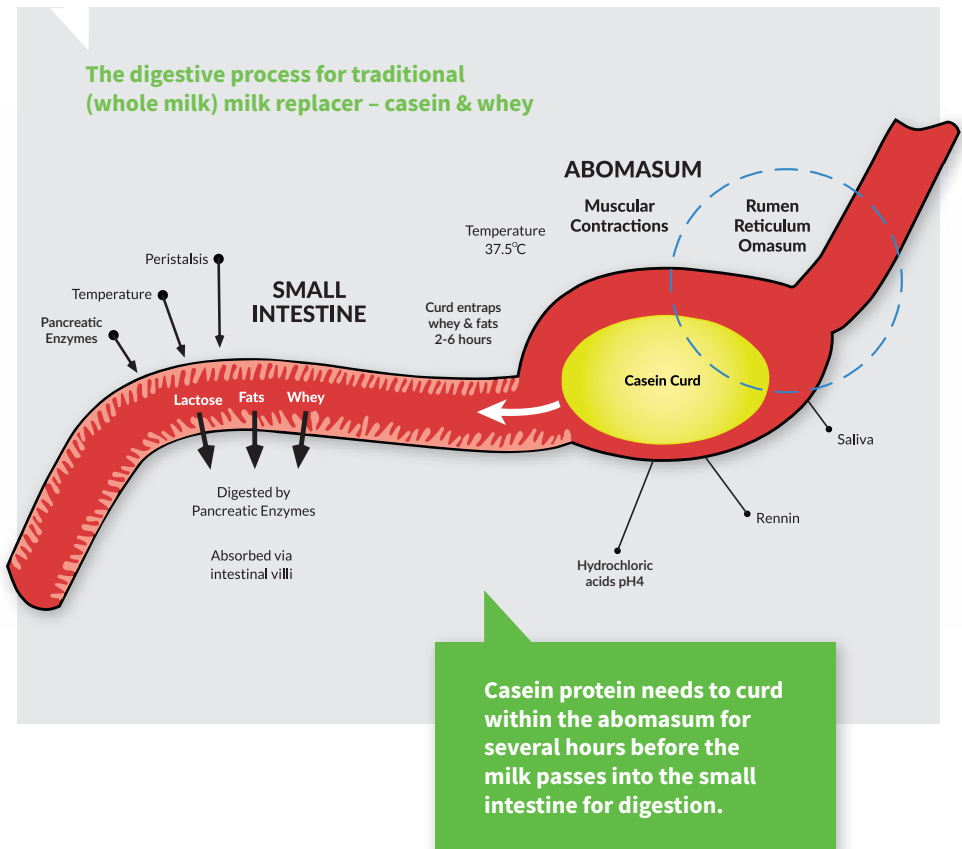 The digestive process for traditional
(whole milk) milk replacer – casein & whey
ABOMASUM
Muscular
Contractions
Rumen
Reticulum
Omasum
Temperature
37.5°C
Peristalsis
Temperature
Pancreatic
Enzymes
SMALL
INTESTINE
Curd entraps
whey & fats
2-6 hours
Casein Curd
Lactose
Fats
Whey
Saliva
Rennin
Hydrochloric
acids pH4
Digested by
Pancreatic Enzymes
Absorbed via
intestinal villi
Casein protein needs to curd
within the abomasum for
several hours before the
milk passes into the small
intestine for digestion.